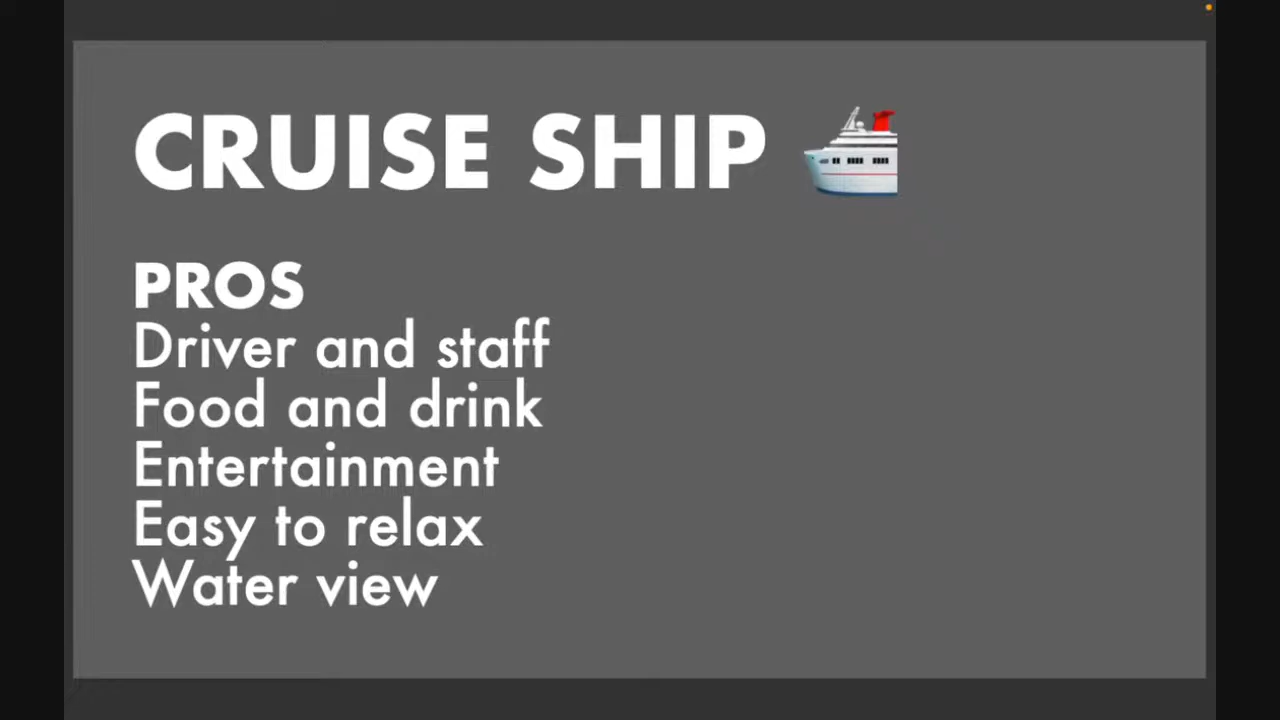 CRUISE SHIP
PROS
Driver and staff
Food and drink
Entertainment
Easy to relax
Water view